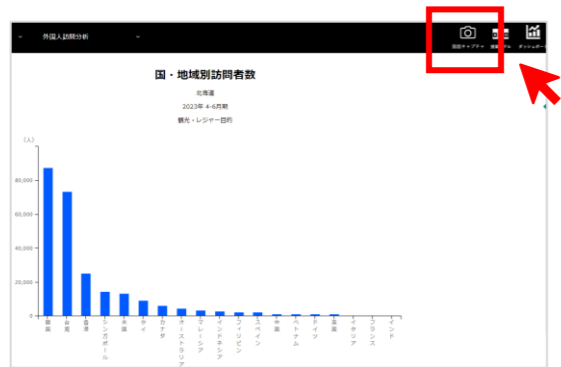 外国人訪問分析
画面キャプチャ
ダッシュボード
国・地域別訪問者数
北海道
2023年 4-6月期
観光・レジャー目的
(人)
80,000
60,000
40,000
20,000
0
韓国
台湾
香港
シンガポール
米国
タイ
カナダ
オーストラリア
マレーシア
インドネシア
フィリピン
スペイン
中国
ベトナム
ドイツ
英国
イタリア
フランス
インド